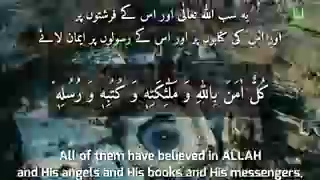 یہ سب اللہ تعالیٰ اور اس کے فرشتوں پر
اور اس کی کتابوں پر اور اس کے رسولوں پر ایمان لائے
كُلٌّ اٰمَنَ بِاللّٰهِ وَ مَلٰٓئِكَتِهٖ وَ كُتُبِهٖ وَ رُسُلِهٖ
All of them have believed in ALLAH
and His angels and His books and His messengers,